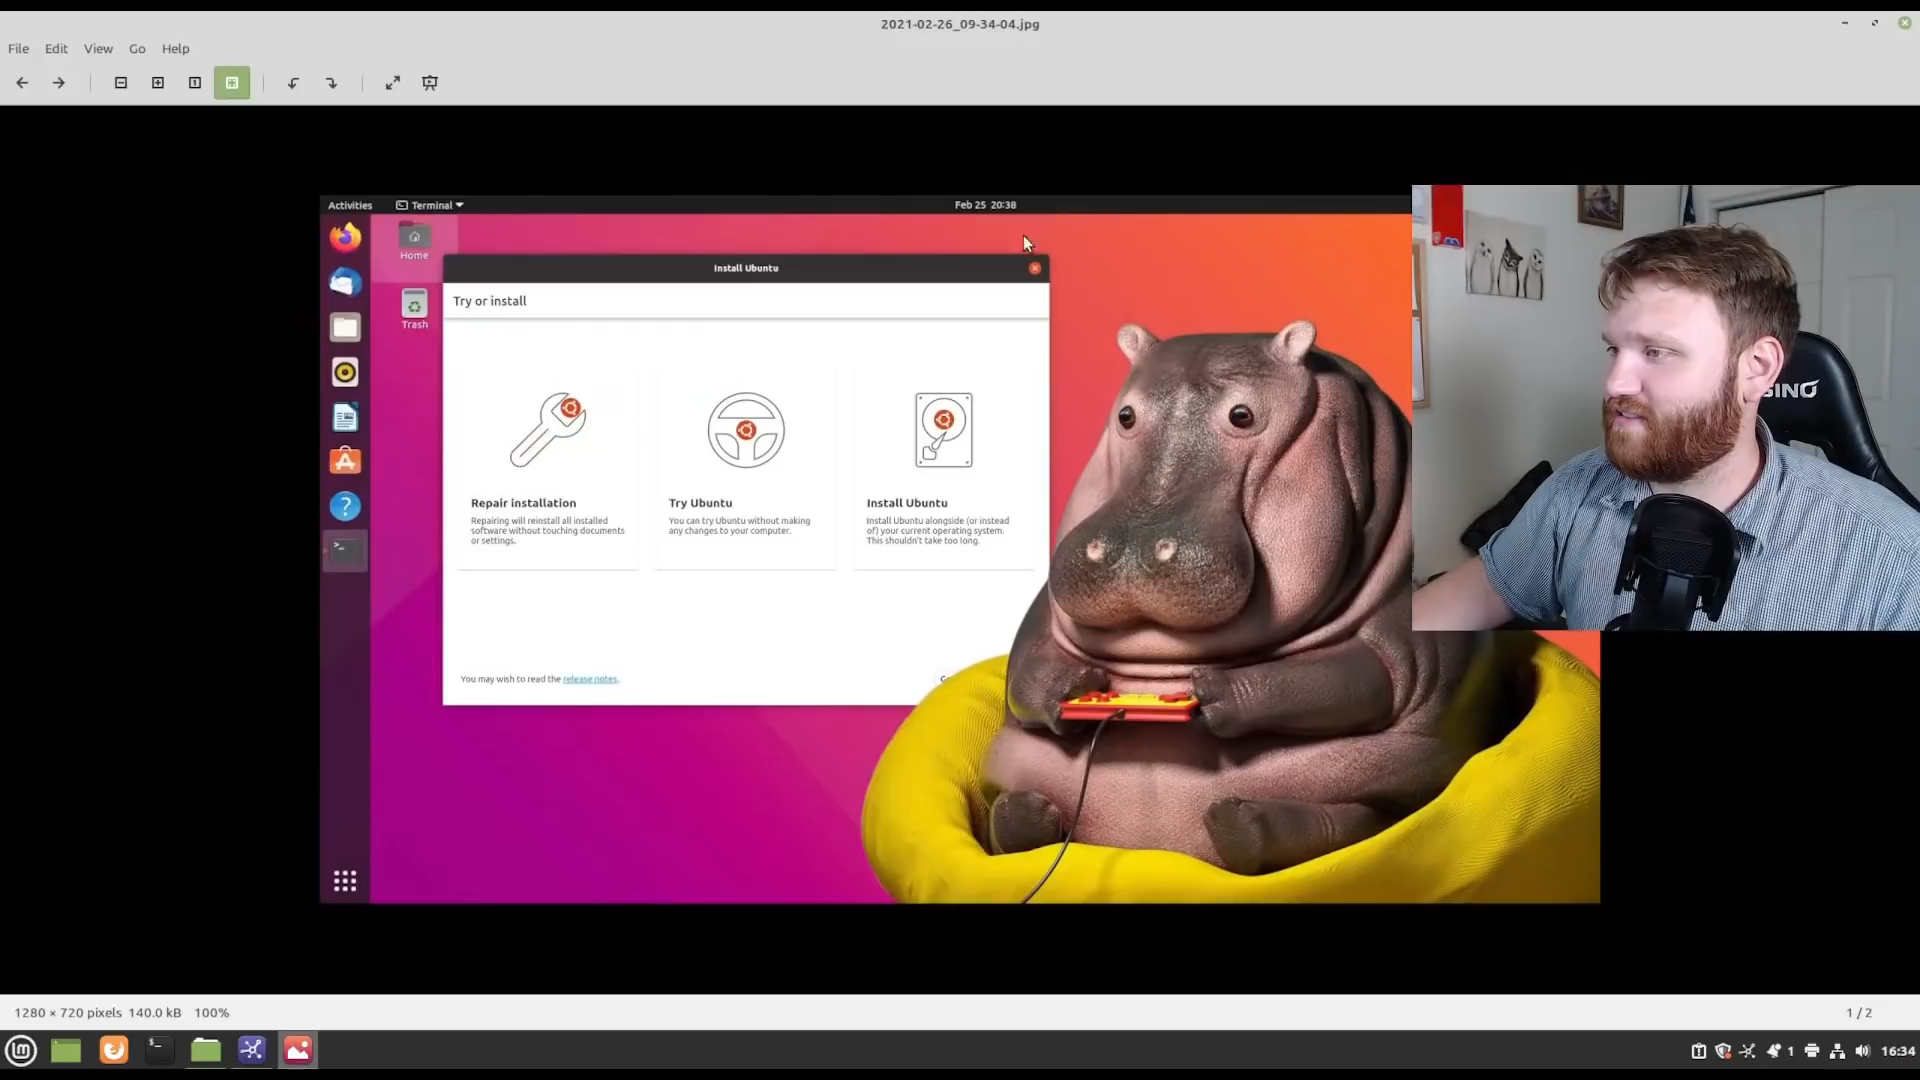 2021-02-26_09-34-04.jpg
File Edit View Go Help
Activities Terminal Feb 25 20:38
Home
Install Ubuntu
Try or install
Trash
Repair installation
Repairing will reinstall all installed
software without touching documents
or settings.
Try Ubuntu
You can try Ubuntu without making
any changes to your computer.
Install Ubuntu
Install Ubuntu alongside (or instead
of) your current operating system.
This shouldn't take too long.
You may wish to read the release notes.
1280 × 720 pixels 140.0 kB 100%
1 / 2
1
16:34